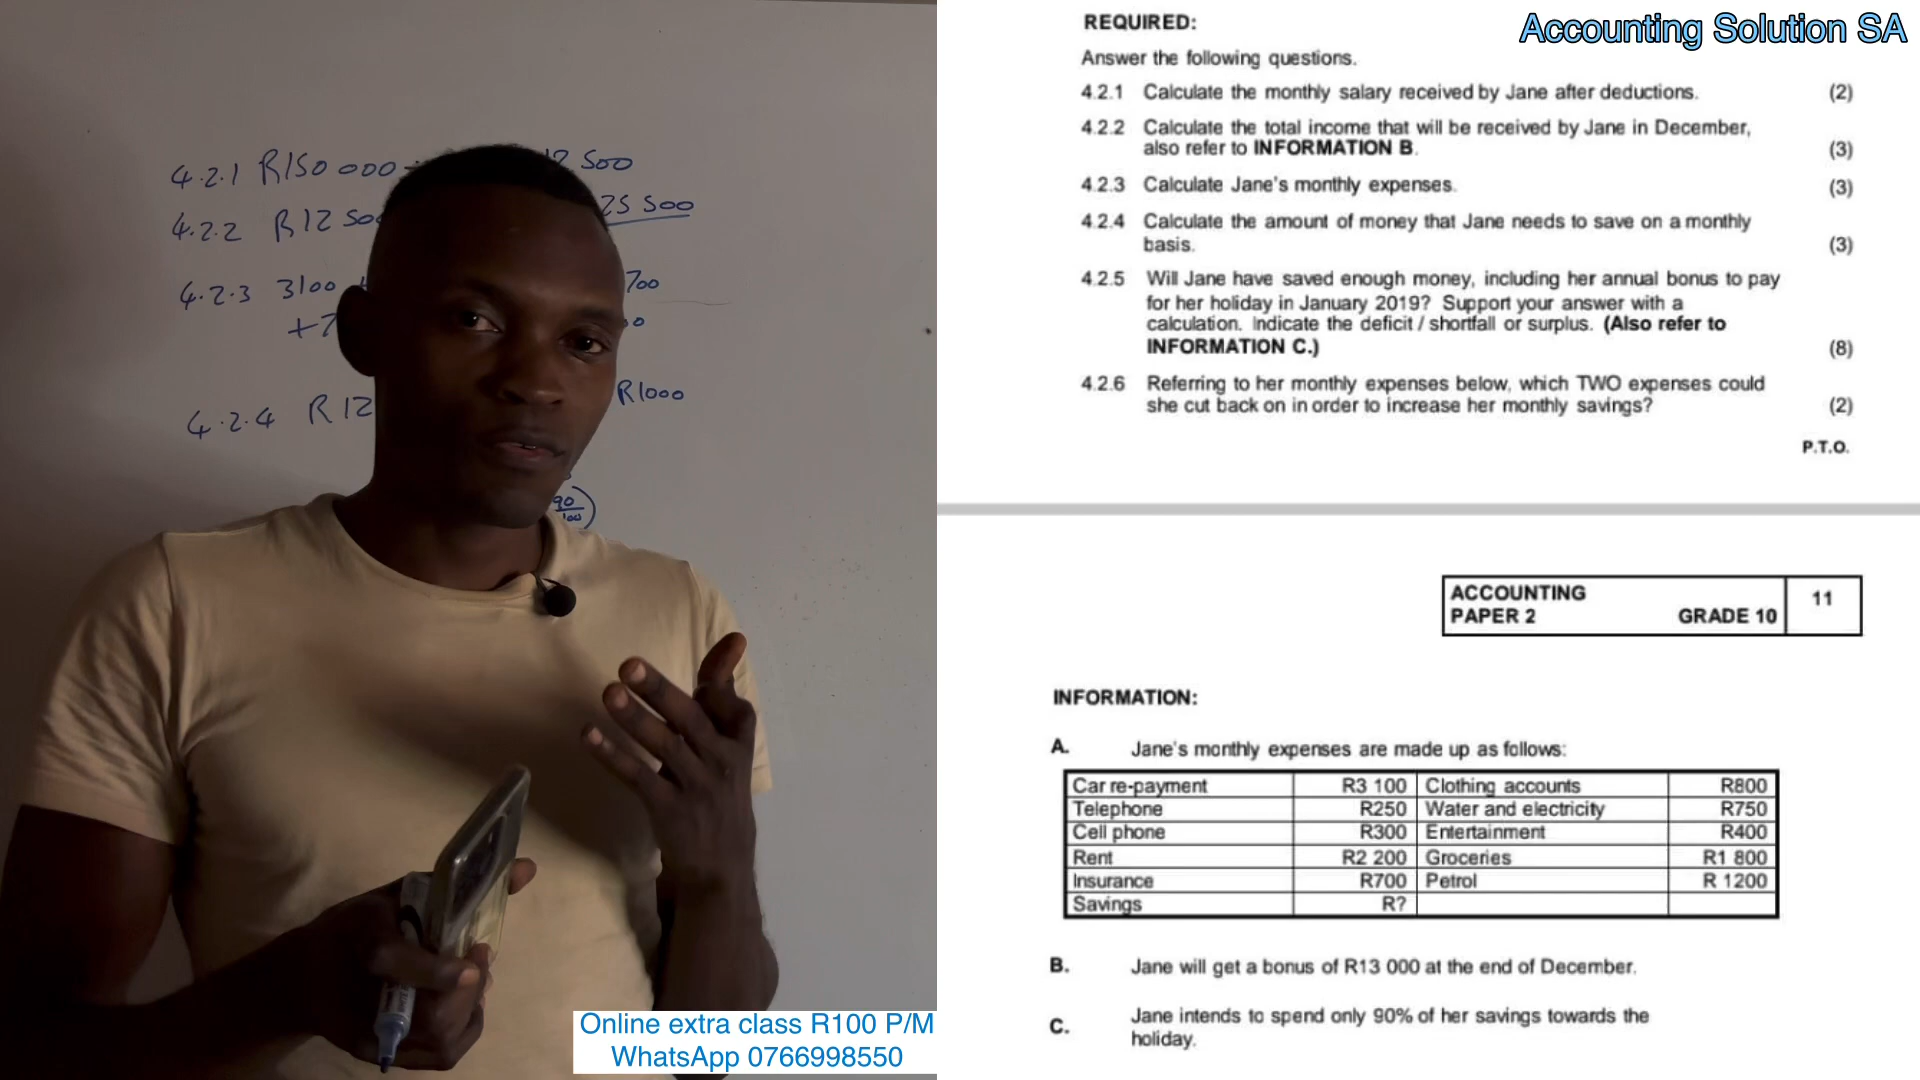 4.2.1 R150 000
12 500
4.2.2 R12 500
25 500
4.2.3 3100
700
+7
4.2.4 R12
R1000
90
100
Online extra class R100 P/M
WhatsApp 0766998550
Accounting Solution SA
REQUIRED:
Answer the following questions.
4.2.1 Calculate the monthly salary received by Jane after deductions. (2)
4.2.2 Calculate the total income that will be received by Jane in December,
also refer to INFORMATION B. (3)
4.2.3 Calculate Jane's monthly expenses. (3)
4.2.4 Calculate the amount of money that Jane needs to save on a monthly
basis. (3)
4.2.5 Will Jane have saved enough money, including her annual bonus to pay
for her holiday in January 2019? Support your answer with a
calculation. Indicate the deficit / shortfall or surplus. (Also refer to
INFORMATION C.) (8)
4.2.6 Referring to her monthly expenses below, which TWO expenses could
she cut back on in order to increase her monthly savings? (2)
P.T.O.
ACCOUNTING
PAPER 2 GRADE 10
11
INFORMATION:
A. Jane's monthly expenses are made up as follows:
Car re-payment R3 100 Clothing accounts R800
Telephone R250 Water and electricity R750
Cell phone R300 Entertainment R400
Rent R2 200 Groceries R1 800
Insurance R700 Petrol R 1200
Savings R?
B. Jane will get a bonus of R13 000 at the end of December.
C. Jane intends to spend only 90% of her savings towards the
holiday.